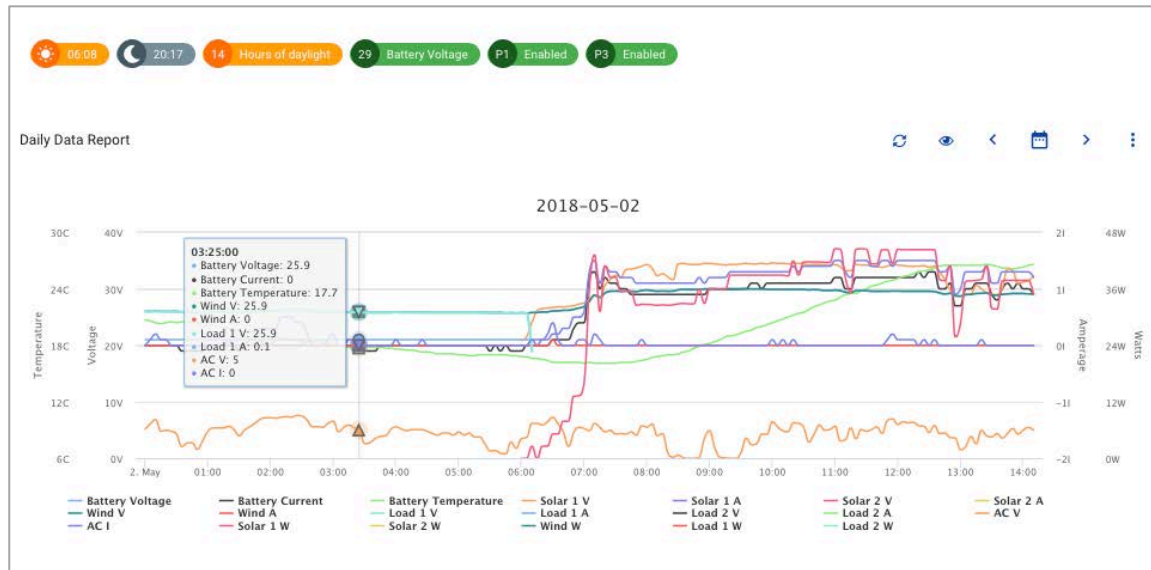 06:08 20:17 14 Hours of daylight 29 Battery Voltage P1 Enabled P3 Enabled
Daily Data Report
2018-05-02
30C 40V 2I 48W
24C 30V 1I 36W
18C 20V 0I 24W
12C 10V -1I 12W
6C 0V -2I 0W
Temperature
Voltage
Amperage
Watts
03:25:00
Battery Voltage: 25.9
Battery Current: 0
Battery Temperature: 17.7
Wind V: 25.9
Wind A: 0
Load 1 V: 25.9
Load 1 A: 0.1
AC V: 5
AC I: 0
2. May 01:00 02:00 03:00 04:00 05:00 06:00 07:00 08:00 09:00 10:00 11:00 12:00 13:00 14:00
Battery Voltage Battery Current Battery Temperature Solar 1 V Solar 1 A Solar 2 V Solar 2 A
Wind V Wind A Load 1 V Load 1 A Load 2 V Load 2 A AC V
AC I Solar 1 W Solar 2 W Wind W Load 1 W Load 2 W